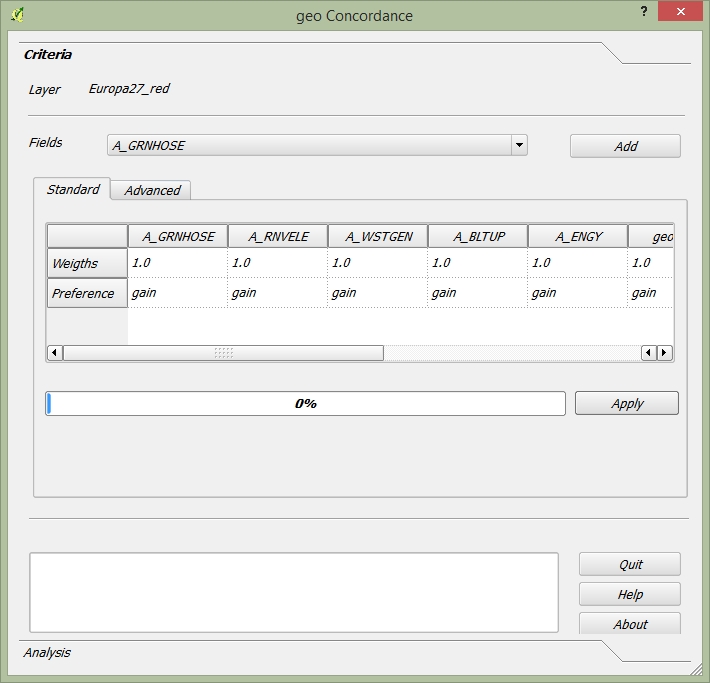 geo Concordance ?
Criteria
Layer Europa27_red
Fields A_GRNHOSE Add
Standard Advanced
A_GRNHOSE A_RNVELE A_WSTGEN A_BLTUP A_ENGY geo
Weigths 1.0 1.0 1.0 1.0 1.0 1.0
Preference gain gain gain gain gain gain
0% Apply
Quit
Help
About
Analysis